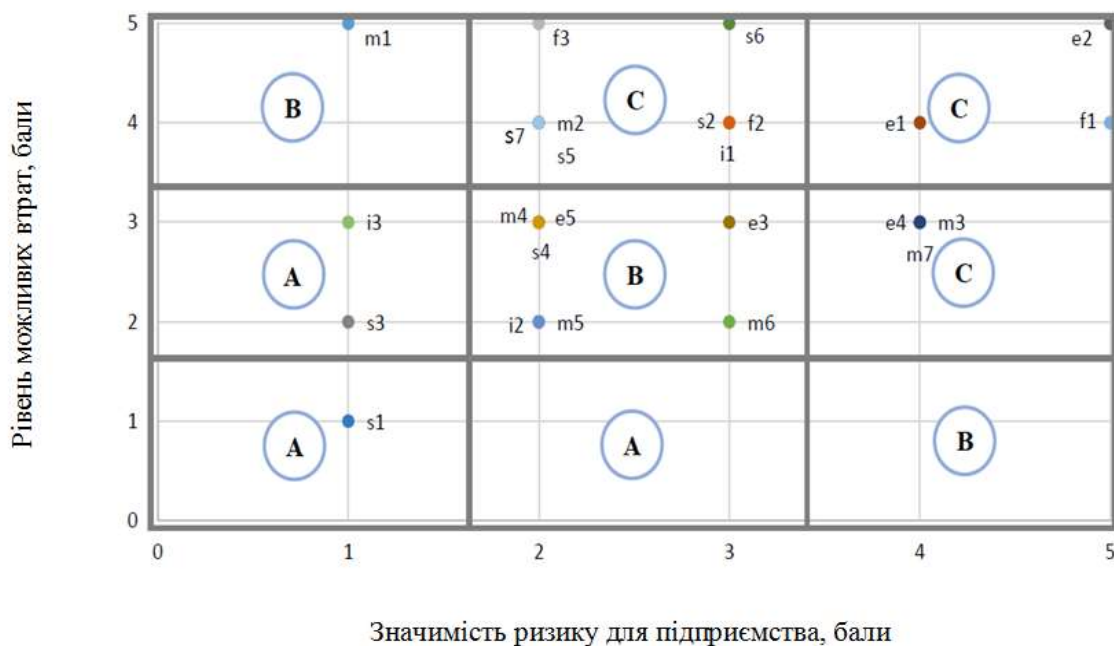 Рівень можливих втрат, бали
5
m1
f3
s6
e2
B
C
C
4
s7
m2
s2
f2
e1
f1
s5
i1
3
i3
m4
e5
e3
e4
m3
s4
m7
A
B
C
2
s3
i2
m5
m6
1
s1
A
A
B
0
0
1
2
3
4
5
Значимість ризику для підприємства, бали